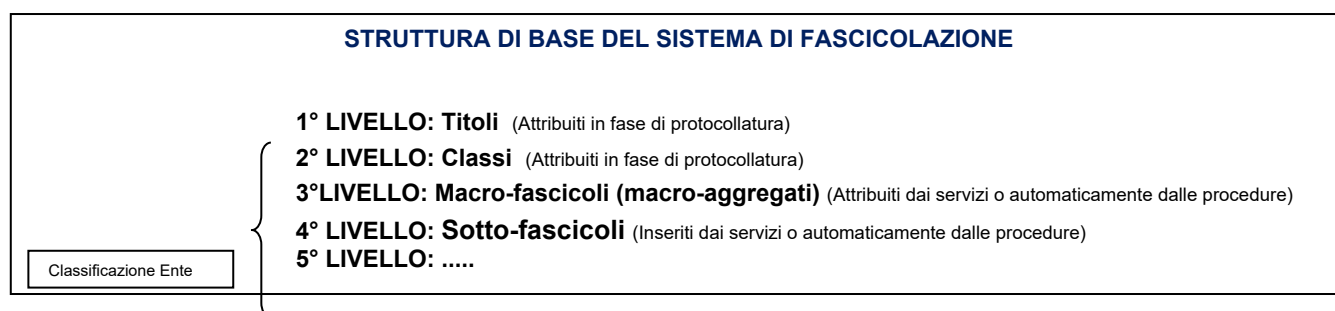 STRUTTURA DI BASE DEL SISTEMA DI FASCICOLAZIONE
1° LIVELLO: Titoli (Attribuiti in fase di protocollatura)
2° LIVELLO: Classi (Attribuiti in fase di protocollatura)
3°LIVELLO: Macro-fascicoli (macro-aggregati) (Attribuiti dai servizi o automaticamente dalle procedure)
4° LIVELLO: Sotto-fascicoli (Inseriti dai servizi o automaticamente dalle procedure)
5° LIVELLO: .....
Classificazione Ente